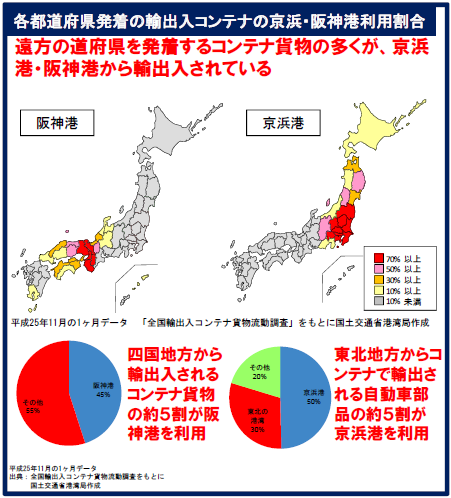 各都道府県発着の輸出入コンテナの京浜・阪神港利用割合
遠方の道府県を発着するコンテナ貨物の多くが、京浜
港・阪神港から輸出入されている
阪神港
京浜港
70% 以上
50% 以上
30% 以上
10% 以上
10% 未満
平成25年11月の1ヶ月データ 「全国輸出入コンテナ貨物流動調査」をもとに国土交通省港湾局作成
その他
55%
阪神港
45%
四国地方から
輸出入される
コンテナ貨物
の約5割が阪
神港を利用
その他
20%
東北の
港湾
30%
京浜港
50%
東北地方からコ
ンテナで輸出さ
れる自動車部
品の約5割が
京浜港を利用
平成25年11月の1ヶ月データ
出典：全国輸出入コンテナ貨物流動調査をもとに
国土交通省港湾局作成